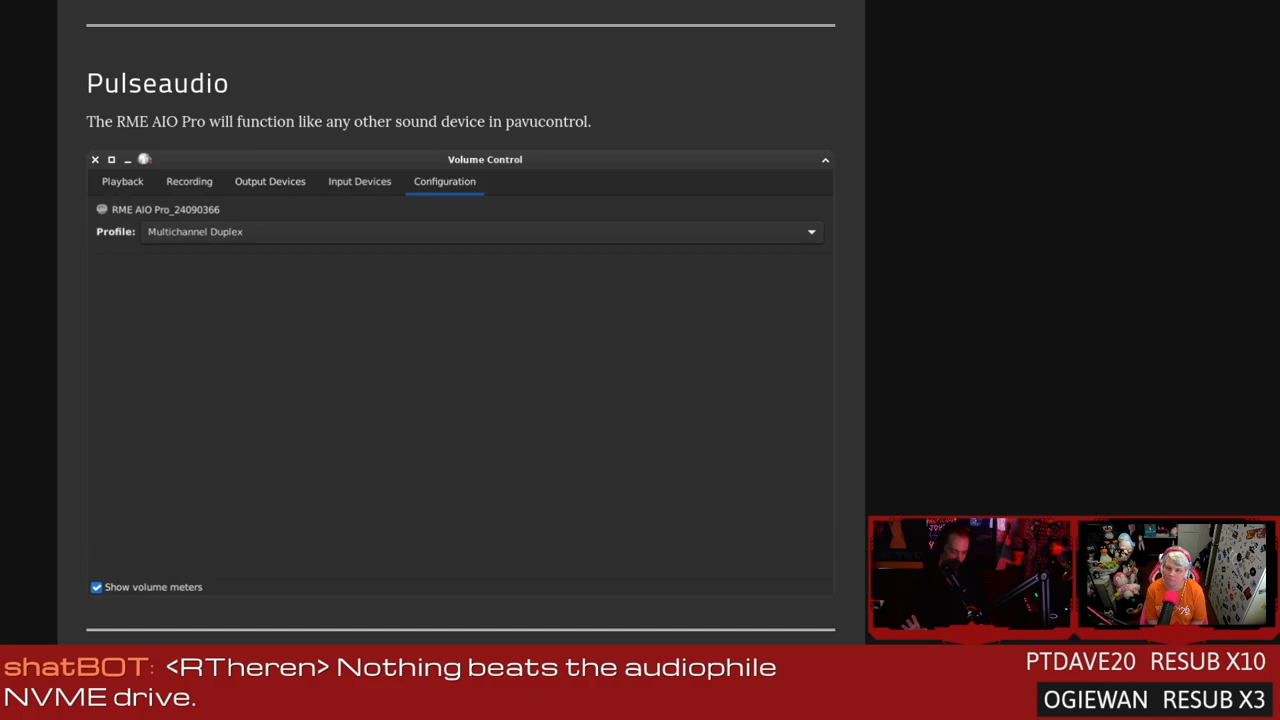 Pulseaudio
The RME AIO Pro will function like any other sound device in pavucontrol.
Volume Control
Playback Recording Output Devices Input Devices Configuration
RME AIO Pro_24090366
Profile: Multichannel Duplex
Show volume meters
shatBOT: <RTheren> Nothing beats the audiophile
NVME drive.
PTDAVE20 RESUB X10
OGIEWAN RESUB X3